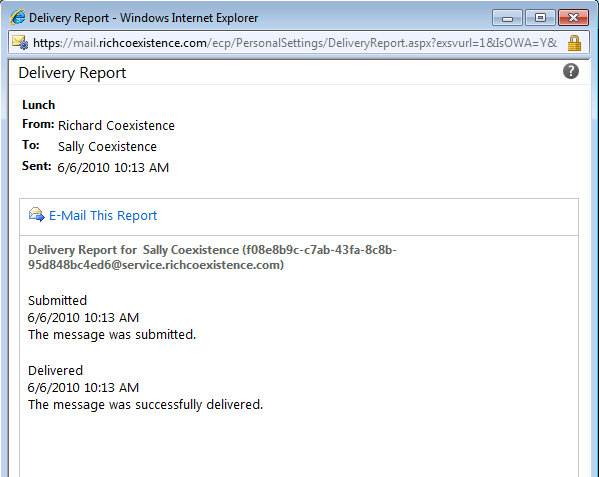 Delivery Report - Windows Internet Explorer
https://mail.richcoexistence.com/ecp/PersonalSettings/DeliveryReport.aspx?exsvurl=1&IsOWA=Y&
Delivery Report
Lunch
From: Richard Coexistence
To: Sally Coexistence
Sent: 6/6/2010 10:13 AM
E-Mail This Report
Delivery Report for Sally Coexistence (f08e8b9c-c7ab-43fa-8c8b-
95d848bc4ed6@service.richcoexistence.com)
Submitted
6/6/2010 10:13 AM
The message was submitted.
Delivered
6/6/2010 10:13 AM
The message was successfully delivered.